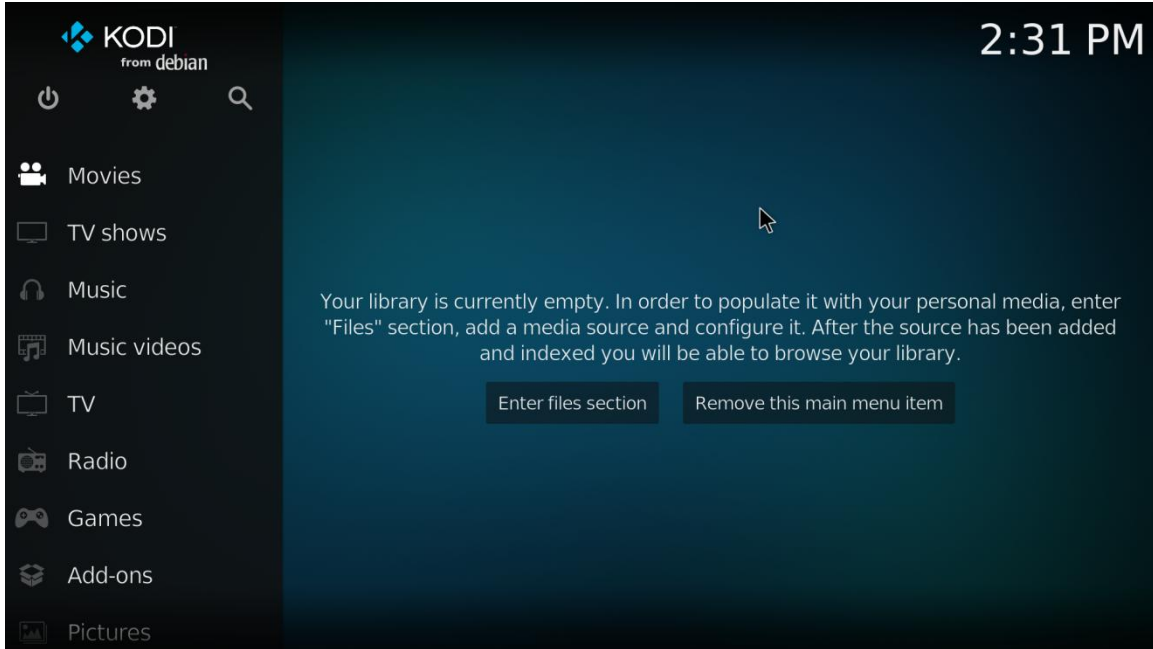 KODI
from debian
2:31 PM
Movies
TV shows
Music
Music videos
TV
Radio
Games
Add-ons
Pictures
Your library is currently empty. In order to populate it with your personal media, enter
"Files" section, add a media source and configure it. After the source has been added
and indexed you will be able to browse your library.
Enter files section
Remove this main menu item